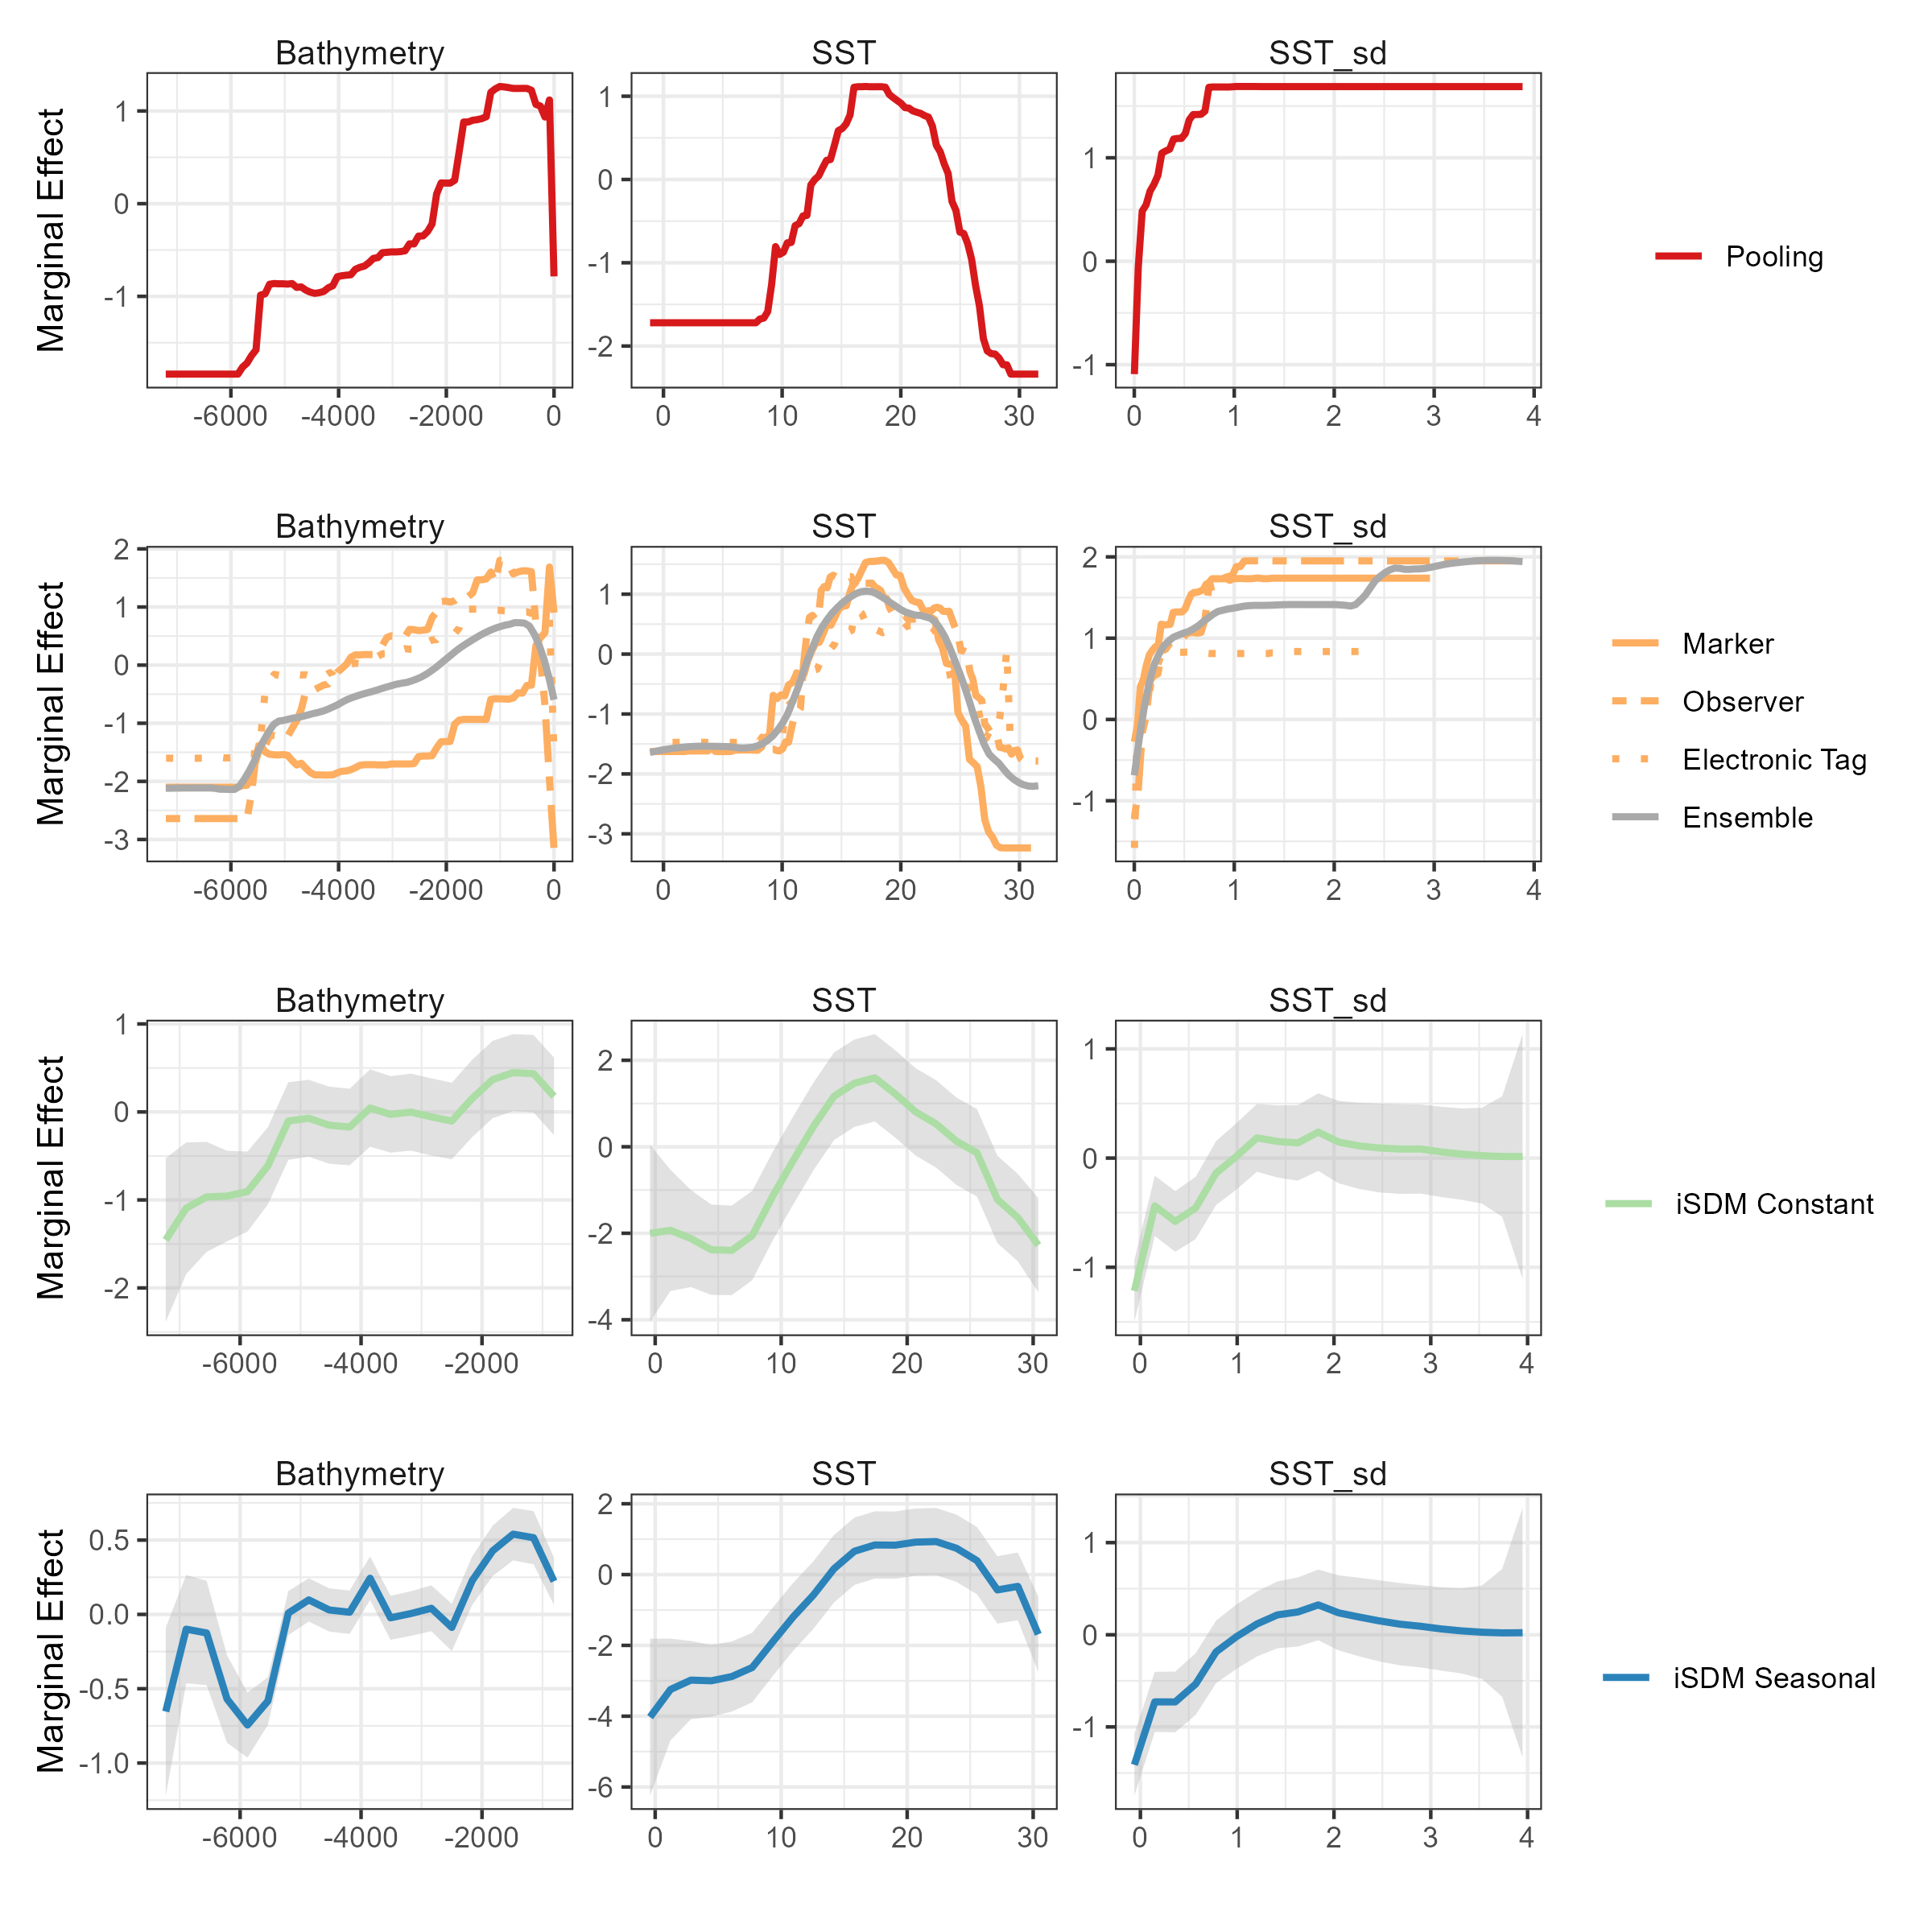 Bathymetry SST SST_sd
Marginal Effect
1
0
-1
-6000 -4000 -2000 0
1
0
-1
-2
0 10 20 30
1
0
-1
0 1 2 3 4
Pooling
Bathymetry SST SST_sd
Marginal Effect
2
1
0
-1
-2
-3
-6000 -4000 -2000 0
1
0
-1
-2
-3
0 10 20 30
2
1
0
-1
0 1 2 3 4
Marker
Observer
Electronic Tag
Ensemble
Bathymetry SST SST_sd
Marginal Effect
1
0
-1
-2
-6000 -4000 -2000
2
0
-2
-4
0 10 20 30
1
0
-1
0 1 2 3 4
iSDM Constant
Bathymetry SST SST_sd
Marginal Effect
0.5
0.0
-0.5
-1.0
-6000 -4000 -2000
2
0
-2
-4
-6
0 10 20 30
1
0
-1
0 1 2 3 4
iSDM Seasonal